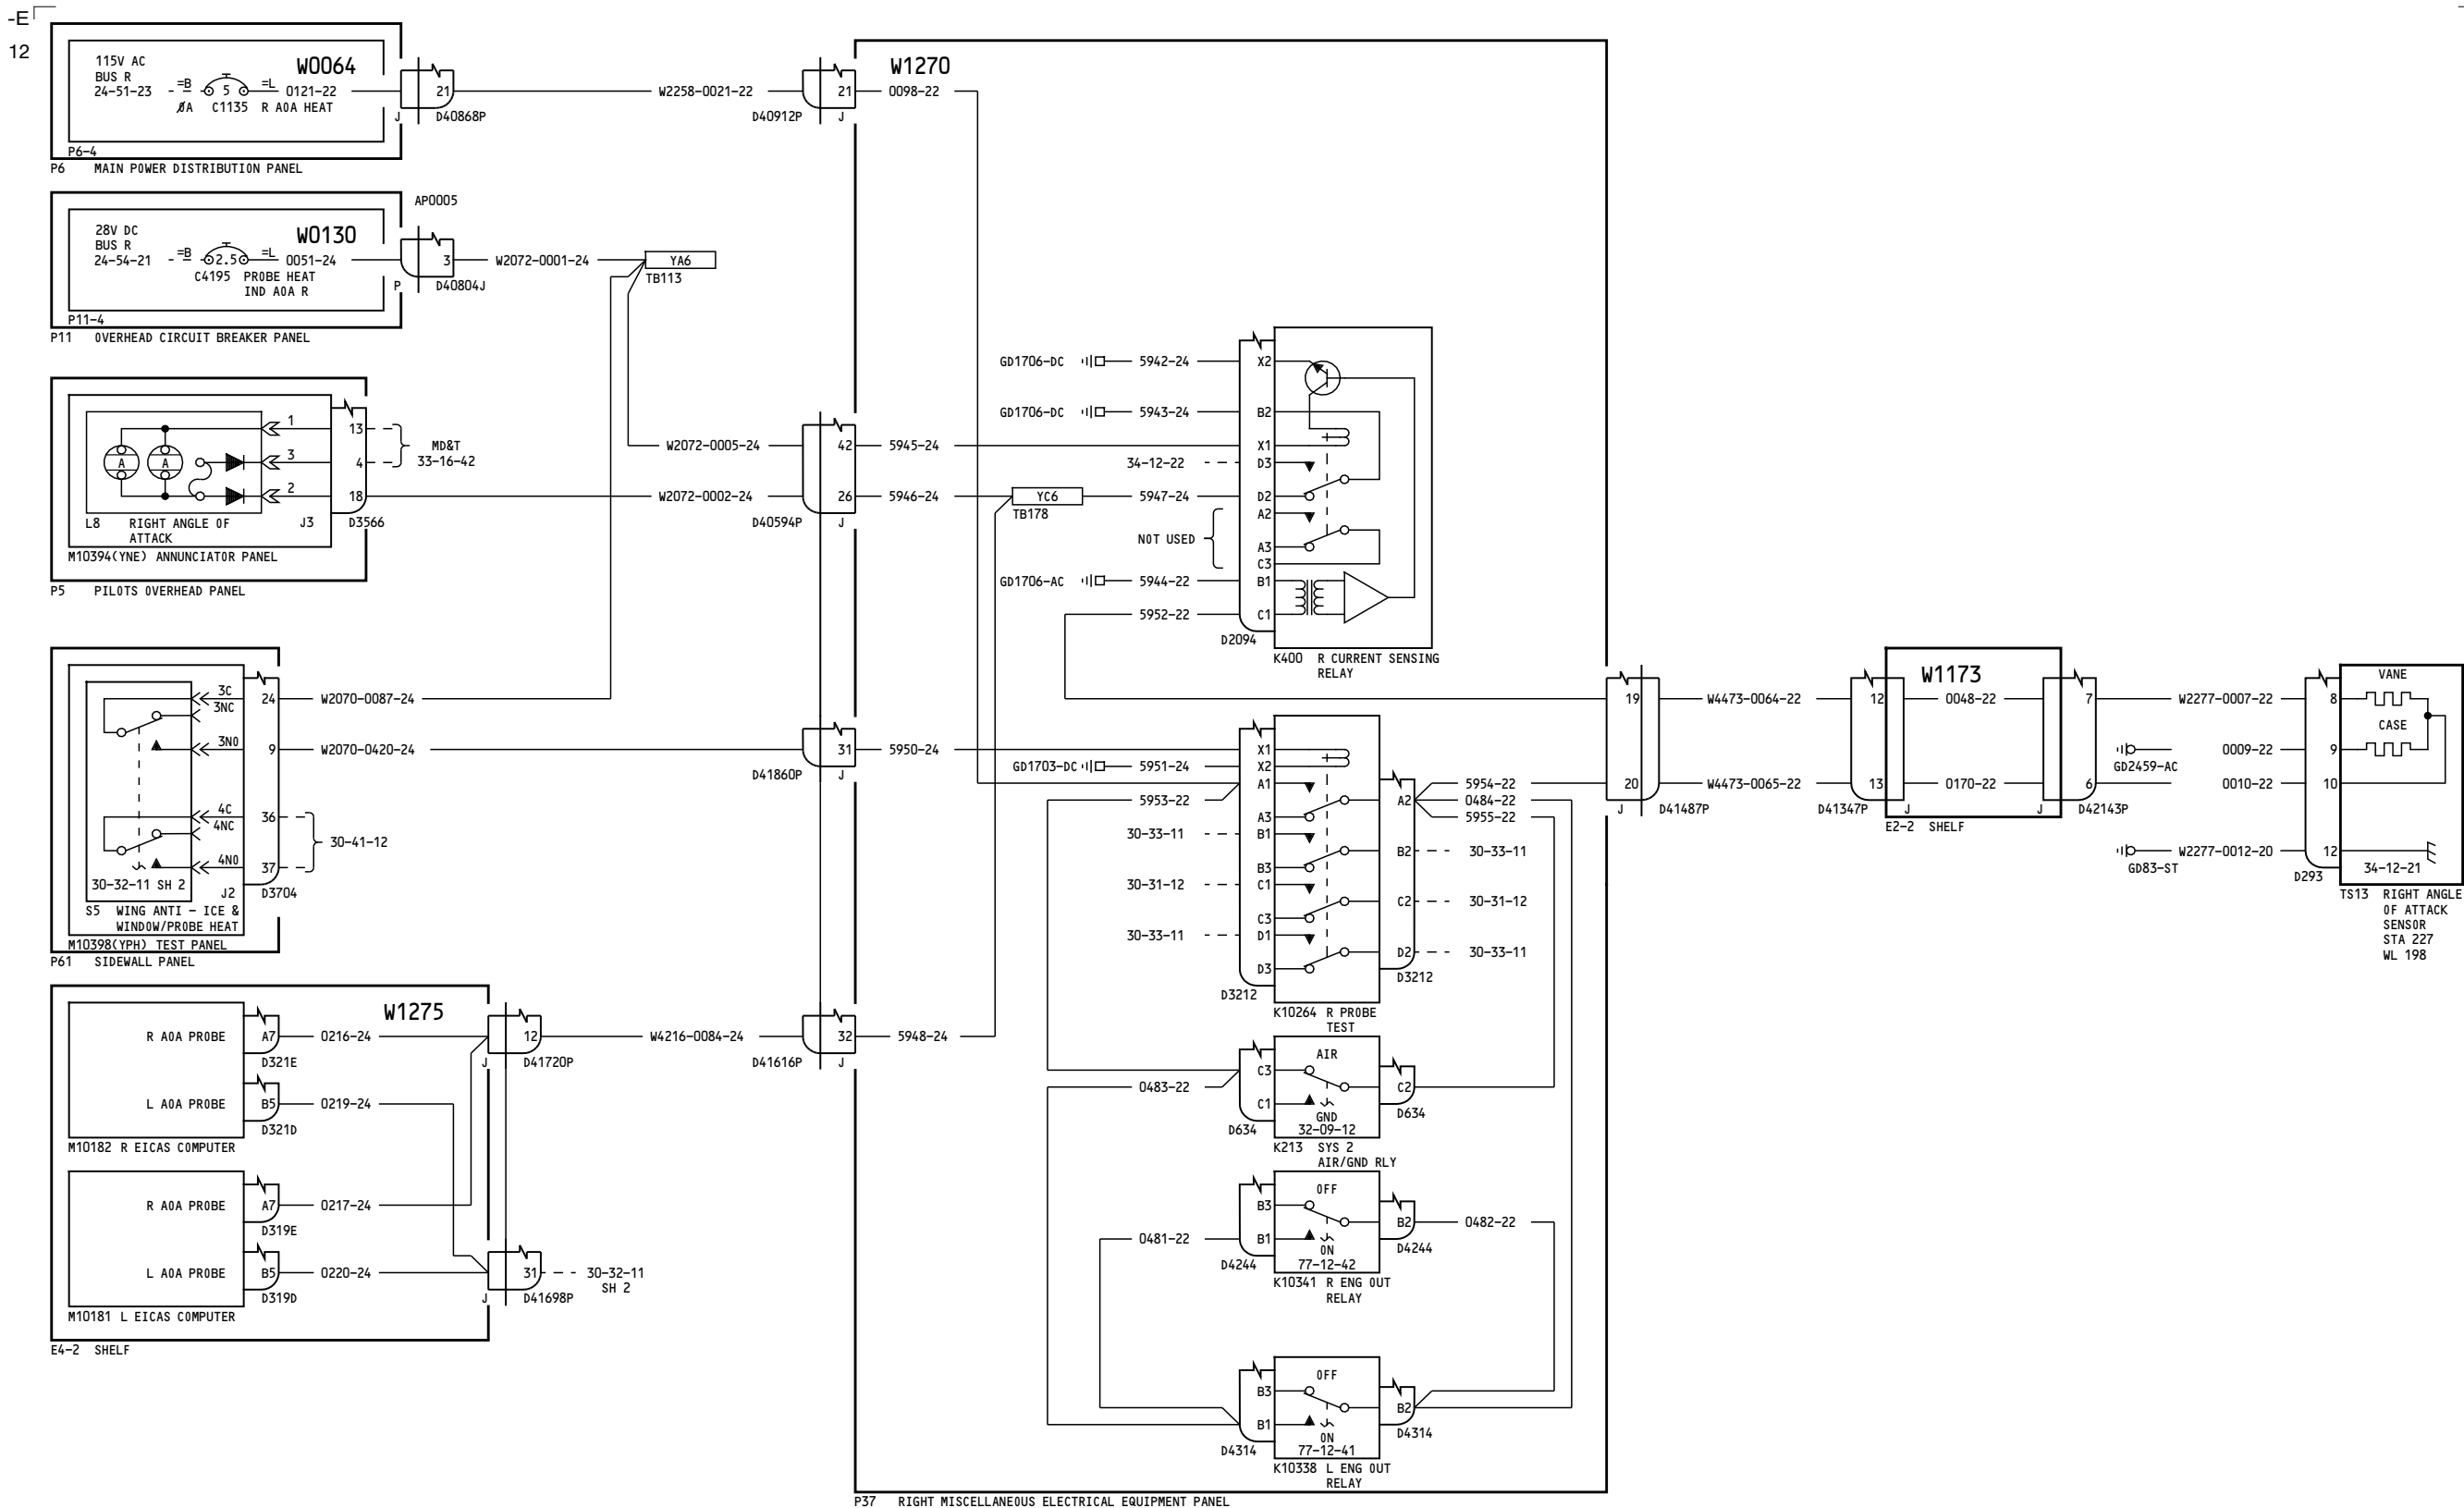 -E
12
115V AC
BUS R
24-51-23
=B
5
=L
0121-22
W0064
ØA
C1135 R AOA HEAT
P6-4
P6 MAIN POWER DISTRIBUTION PANEL
J
21
D40868P
W2258-0021-22
21
D40912P
J
W1270
0098-22
AP0005
28V DC
BUS R
24-54-21
=B
2.5
=L
0051-24
W0130
C4195 PROBE HEAT
IND AOA R
P11-4
P11 OVERHEAD CIRCUIT BREAKER PANEL
P
3
D40804J
W2072-0001-24
YA6
TB113
A
A
1
3
2
13
4
18
MD&T
33-16-42
L8 RIGHT ANGLE OF
ATTACK
J3
D3566
M10394(YNE) ANNUNCIATOR PANEL
P5 PILOTS OVERHEAD PANEL
W2072-0005-24
W2072-0002-24
42
26
D40594P
J
5945-24
5946-24
YC6
TB178
GD1706-DC
5942-24
X2
GD1706-DC
5943-24
B2
X1
34-12-22
D3
5947-24
D2
A2
NOT USED
A3
C3
GD1706-AC
5944-22
B1
5952-22
C1
D2094
K400 R CURRENT SENSING
RELAY
3C
3NC
3NO
4C
4NC
4NO
24
9
36
37
W2070-0087-24
W2070-0420-24
30-41-12
30-32-11 SH 2
J2
D3704
S5 WING ANTI - ICE &
WINDOW/PROBE HEAT
M10398(YPH) TEST PANEL
P61 SIDEWALL PANEL
31
D41860P
J
5950-24
X1
GD1703-DC
5951-24
X2
A1
5953-22
A3
30-33-11
B1
B3
30-31-12
C1
C3
30-33-11
D1
D3
D3212
A2
5954-22
0484-22
5955-22
B2
30-33-11
C2
30-31-12
D2
30-33-11
D3212
K10264 R PROBE
TEST
19
20
J
D41487P
W4473-0064-22
W4473-0065-22
12
13
D41347P
J
W1173
0048-22
0170-22
E2-2 SHELF
J
7
6
D42143P
W2277-0007-22
GD2459-AC
0009-22
0010-22
GD83-ST
W2277-0012-20
8
9
10
12
D293
VANE
CASE
34-12-21
TS13 RIGHT ANGLE
OF ATTACK
SENSOR
STA 227
WL 198
W1275
R AOA PROBE
A7
0216-24
D321E
L AOA PROBE
B5
0219-24
D321D
M10182 R EICAS COMPUTER
R AOA PROBE
A7
0217-24
D319E
L AOA PROBE
B5
0220-24
D319D
M10181 L EICAS COMPUTER
E4-2 SHELF
J
12
D41720P
W4216-0084-24
32
D41616P
J
5948-24
J
31
D41698P
30-32-11
SH 2
0483-22
C3
C1
D634
AIR
GND
32-09-12
C2
D634
K213 SYS 2
AIR/GND RLY
0481-22
B3
B1
D4244
OFF
ON
77-12-42
B2
D4244
0482-22
K10341 R ENG OUT
RELAY
B3
B1
D4314
OFF
ON
77-12-41
B2
D4314
K10338 L ENG OUT
RELAY
P37 RIGHT MISCELLANEOUS ELECTRICAL EQUIPMENT PANEL